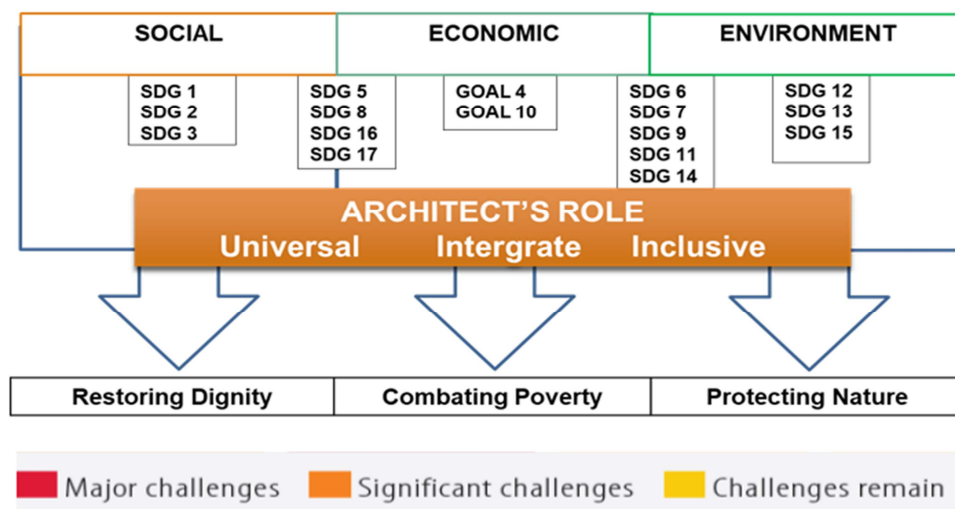 SOCIAL
ECONOMIC
ENVIRONMENT
SDG 1
SDG 2
SDG 3
SDG 5
SDG 8
SDG 16
SDG 17
GOAL 4
GOAL 10
SDG 6
SDG 7
SDG 9
SDG 11
SDG 14
SDG 12
SDG 13
SDG 15
ARCHITECT'S ROLE
Universal Intergrate Inclusive
Restoring Dignity
Combating Poverty
Protecting Nature
Major challenges
Significant challenges
Challenges remain